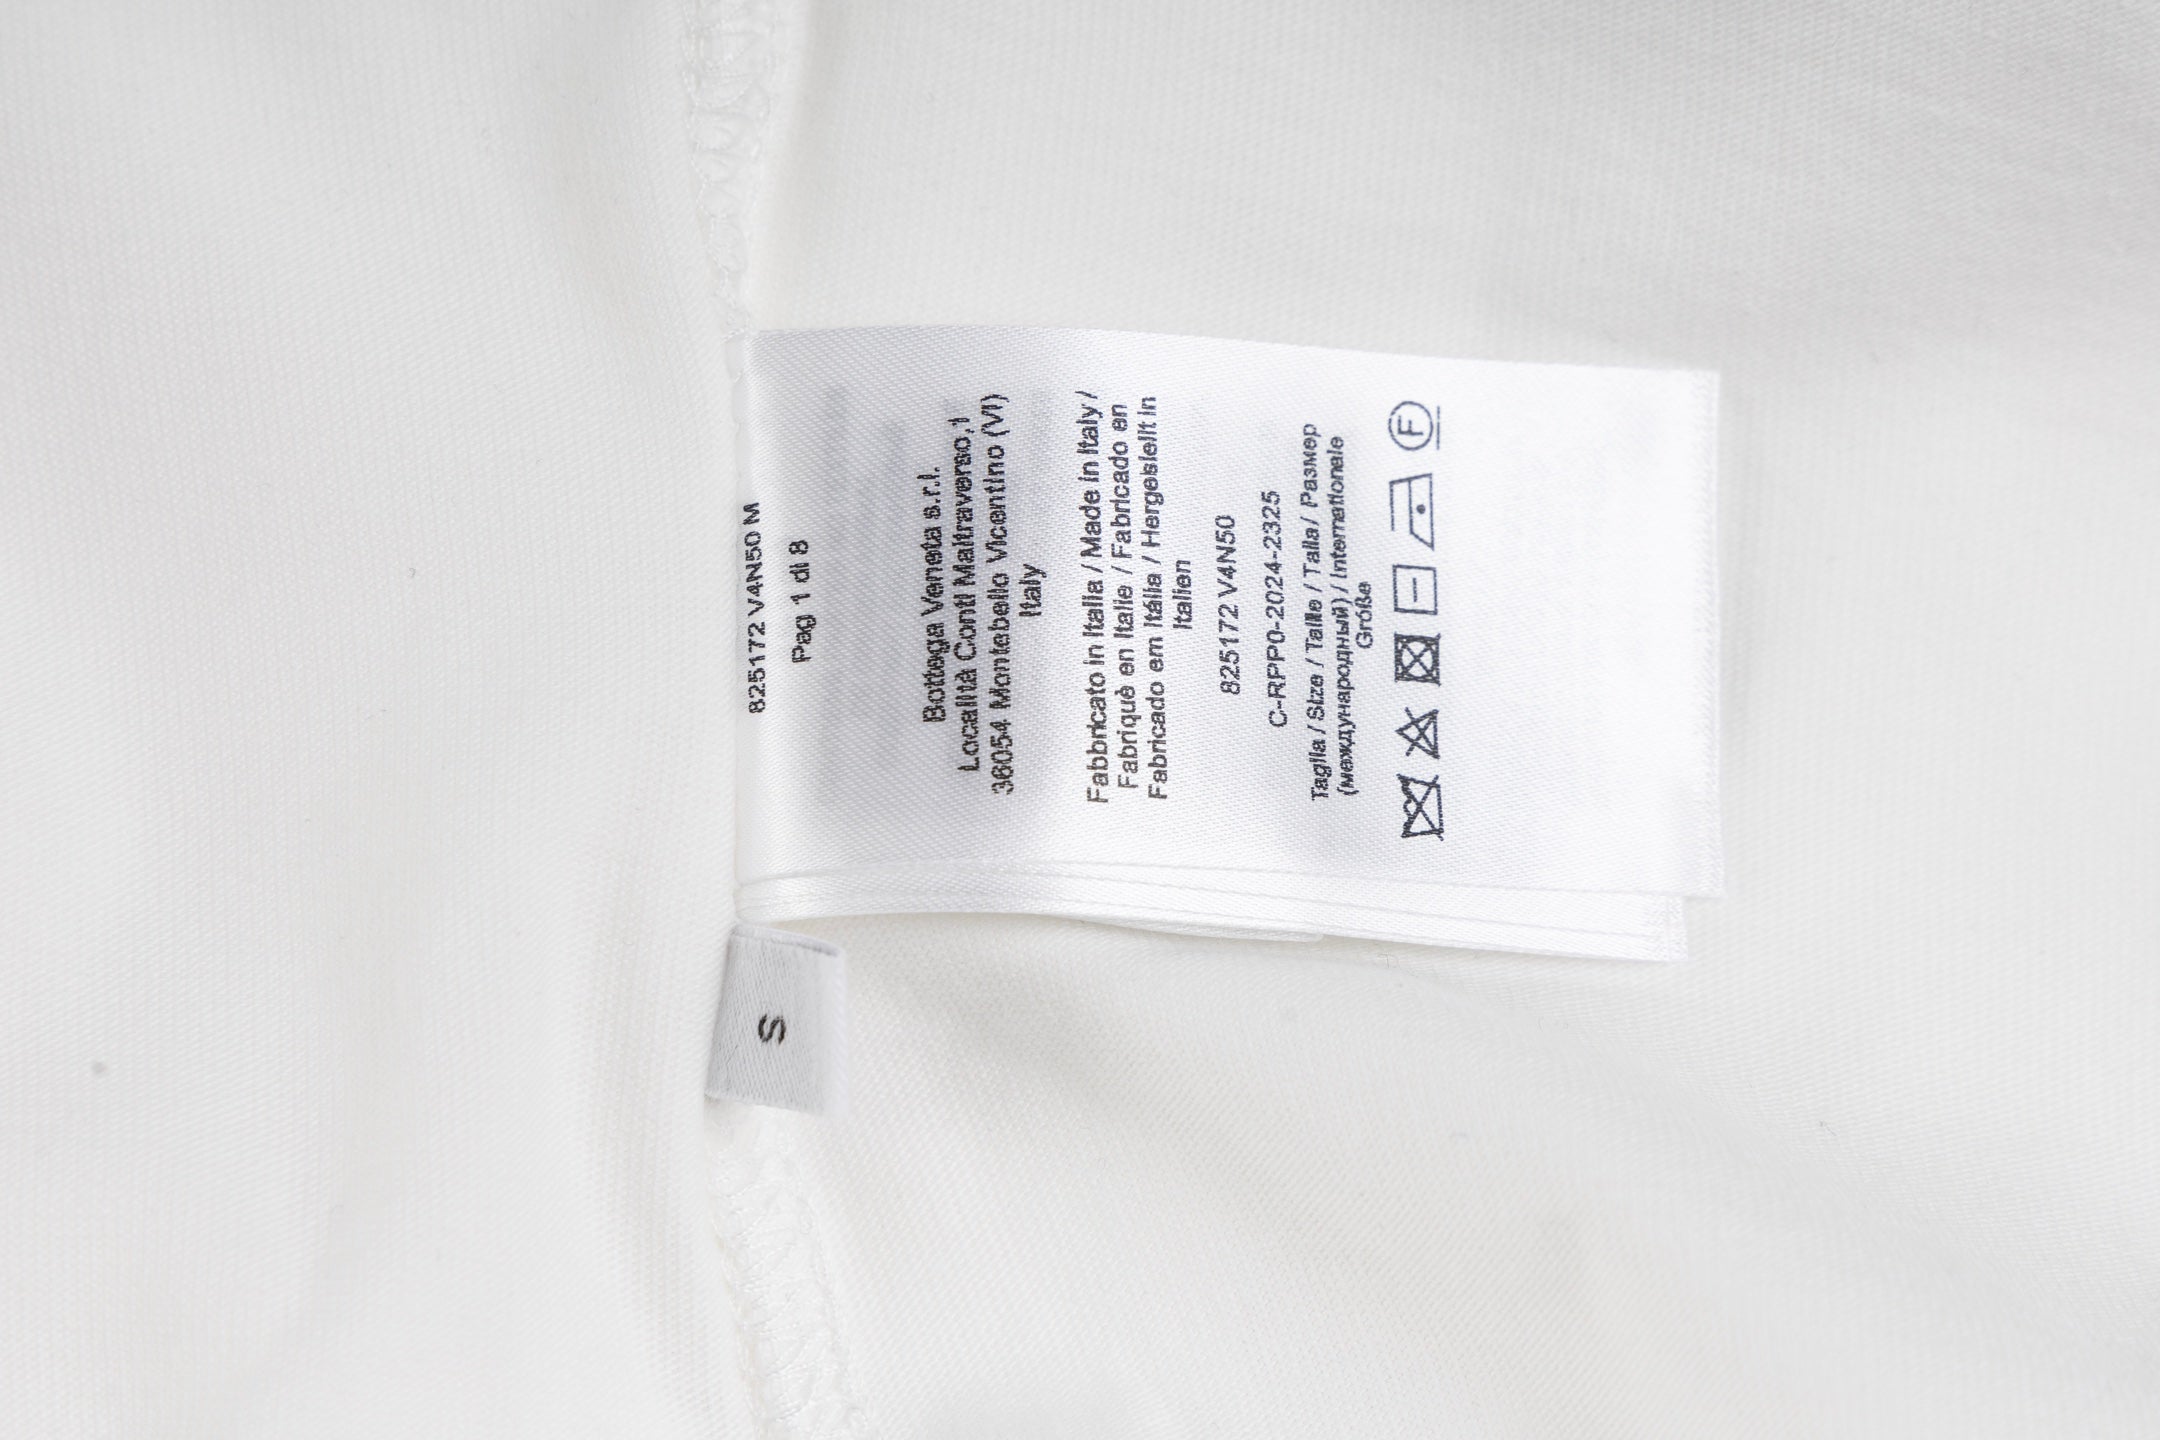 825172 V4N50 M
Pag 1 di 8
Bottega Veneta s.r.l.
Località Conti Maltraverso,1
36054 Montebello Vicentino (VI)
Italy
Fabbricato in Italia / Made in Italy /
Fabriqué en Italie / Fabricado en
Fabricado em Itália / Hergestellt in
Italien
825172 V4N50
C-RPP0-2024-2325
Taglia / Size / Taille / Talla / Размер
(международный) / Internationale
Größe
F
S